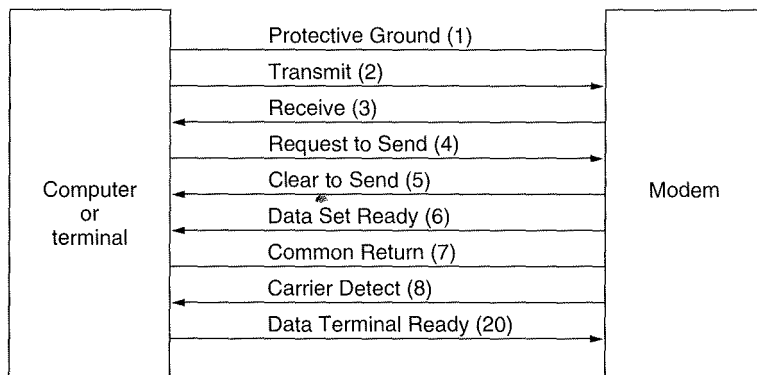 Protective Ground (1)
Transmit (2)
Receive (3)
Request to Send (4)
Clear to Send (5)
Data Set Ready (6)
Common Return (7)
Carrier Detect (8)
Data Terminal Ready (20)
Computer
or
terminal
Modem